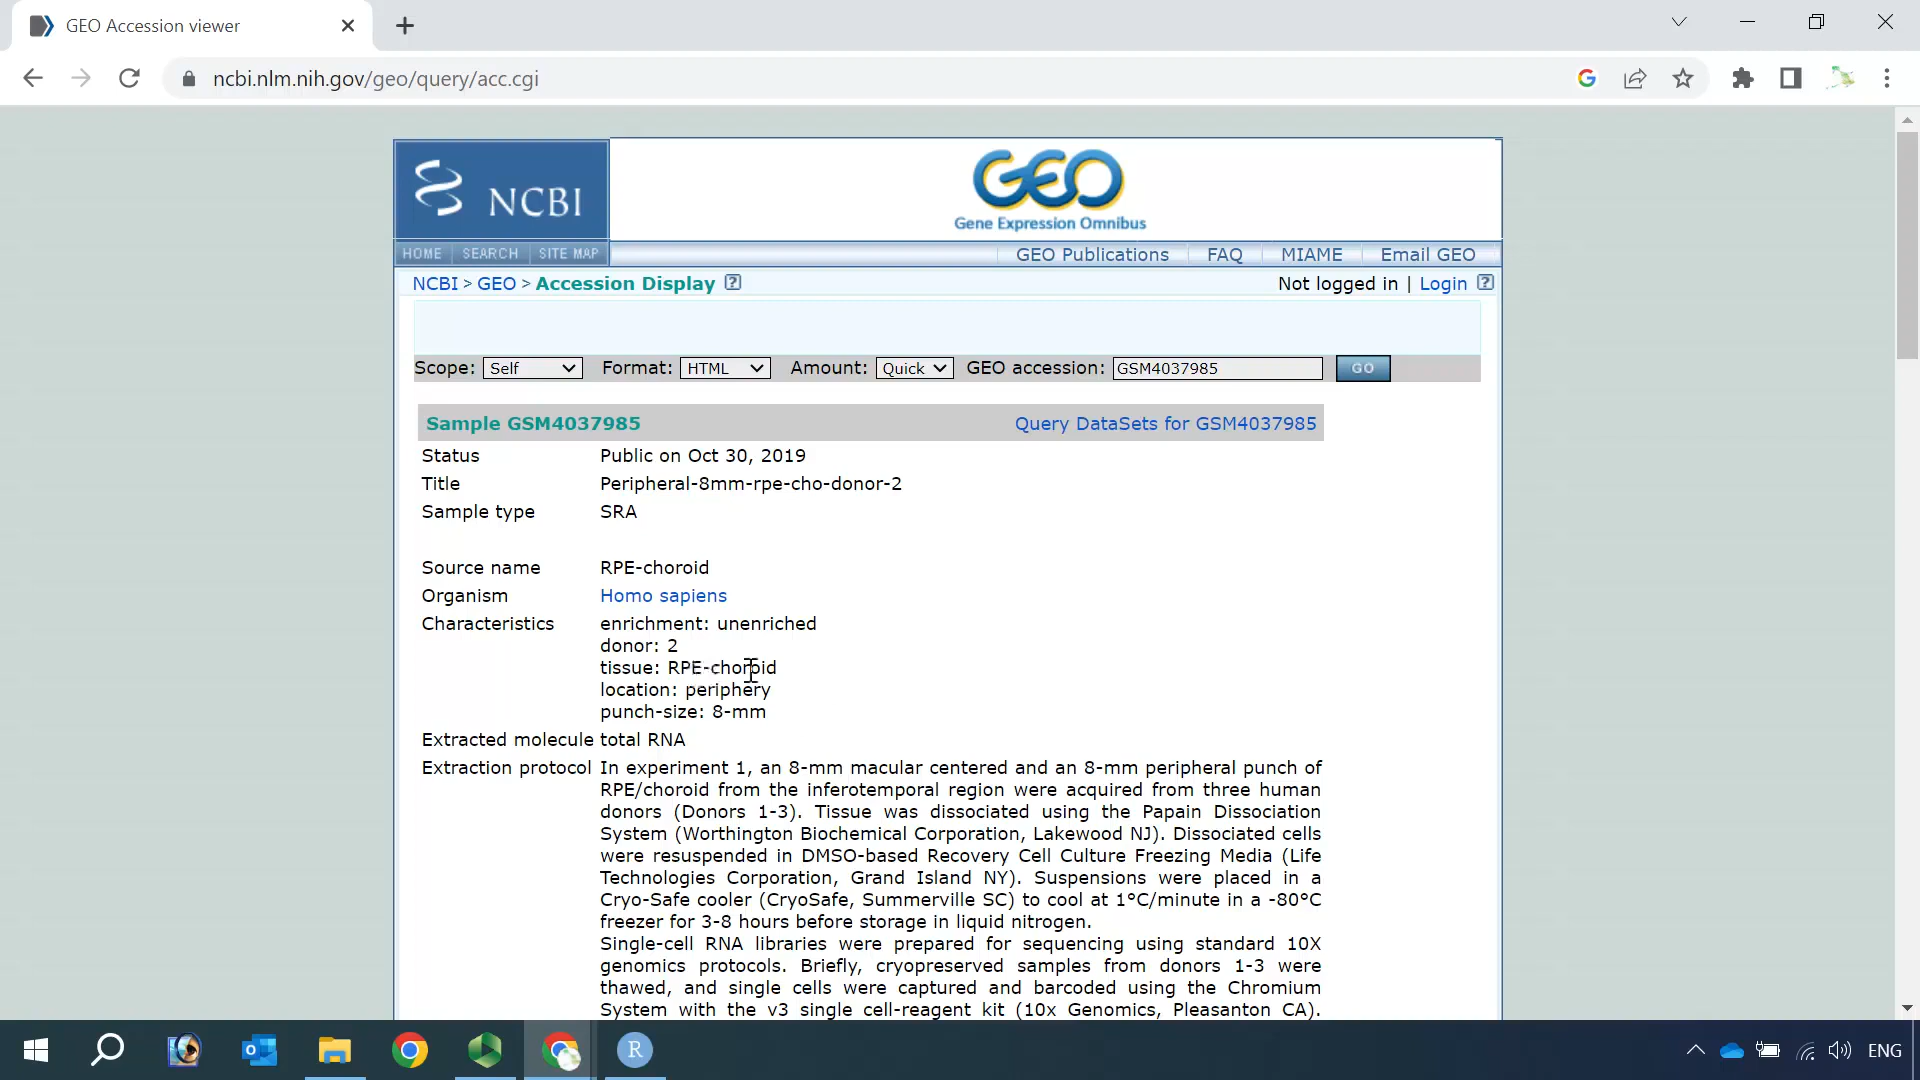 GEO Accession viewer
ncbi.nlm.nih.gov/geo/query/acc.cgi
NCBI
GEO
Gene Expression Omnibus
HOME SEARCH SITE MAP
GEO Publications FAQ MIAME Email GEO
NCBI > GEO > Accession Display ?
Not logged in | Login ?
Scope: Self Format: HTML Amount: Quick GEO accession: GSM4037985 GO
Sample GSM4037985 Query DataSets for GSM4037985
Status Public on Oct 30, 2019
Title Peripheral-8mm-rpe-cho-donor-2
Sample type SRA
Source name RPE-choroid
Organism Homo sapiens
Characteristics enrichment: unenriched
donor: 2
tissue: RPE-choroid
location: periphery
punch-size: 8-mm
Extracted molecule total RNA
Extraction protocol In experiment 1, an 8-mm macular centered and an 8-mm peripheral punch of
RPE/choroid from the inferotemporal region were acquired from three human
donors (Donors 1-3). Tissue was dissociated using the Papain Dissociation
System (Worthington Biochemical Corporation, Lakewood NJ). Dissociated cells
were resuspended in DMSO-based Recovery Cell Culture Freezing Media (Life
Technologies Corporation, Grand Island NY). Suspensions were placed in a
Cryo-Safe cooler (CryoSafe, Summerville SC) to cool at 1°C/minute in a -80°C
freezer for 3-8 hours before storage in liquid nitrogen.
Single-cell RNA libraries were prepared for sequencing using standard 10X
genomics protocols. Briefly, cryopreserved samples from donors 1-3 were
thawed, and single cells were captured and barcoded using the Chromium
System with the v3 single cell-reagent kit (10x Genomics, Pleasanton CA).
ENG